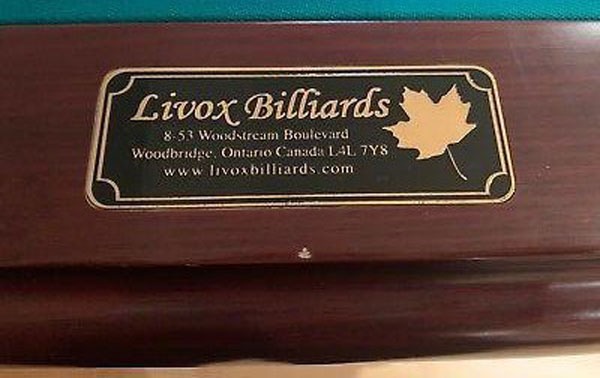 Livox Billiards
8-53 Woodstream Boulevard
Woodbridge, Ontario Canada L4L 7Y8
www.livoxbilliards.com